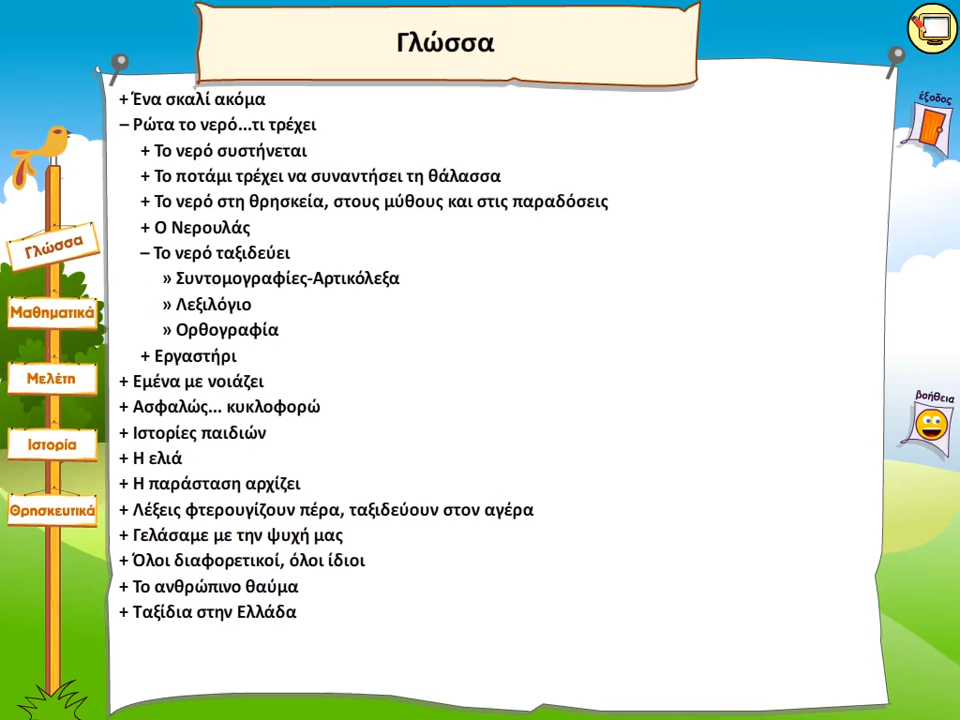 Γλώσσα
+ Ένα σκαλί ακόμα
– Ρώτα το νερό...τι τρέχει
+ Το νερό συστήνεται
+ Το ποτάμι τρέχει να συναντήσει τη θάλασσα
+ Το νερό στη θρησκεία, στους μύθους και στις παραδόσεις
+ Ο Νερουλάς
– Το νερό ταξιδεύει
» Συντομογραφίες-Αρτικόλεξα
» Λεξιλόγιο
» Ορθογραφία
+ Εργαστήρι
+ Εμένα με νοιάζει
+ Ασφαλώς... κυκλοφορώ
+ Ιστορίες παιδιών
+ Η ελιά
+ Η παράσταση αρχίζει
+ Λέξεις φτερουγίζουν πέρα, ταξιδεύουν στον αγέρα
+ Γελάσαμε με την ψυχή μας
+ Όλοι διαφορετικοί, όλοι ίδιοι
+ Το ανθρώπινο θαύμα
+ Ταξίδια στην Ελλάδα
Γλώσσα
Μαθηματικά
Μελέτη
Ιστορία
Θρησκευτικά
έξοδος
βοήθεια